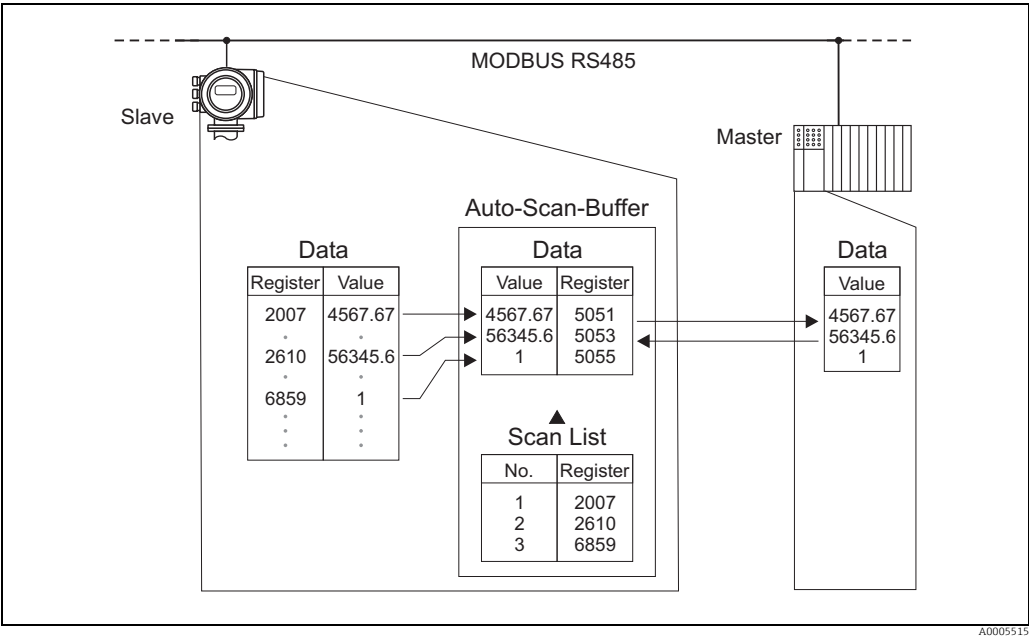 MODBUS RS485
Slave
Master
Auto-Scan-Buffer
Data
Register Value
2007 4567.67
2610 56345.6
6859 1
Data
Value Register
4567.67 5051
56345.6 5053
1 5055
Scan List
No. Register
1 2007
2 2610
3 6859
Data
Value
4567.67
56345.6
1
A0005515